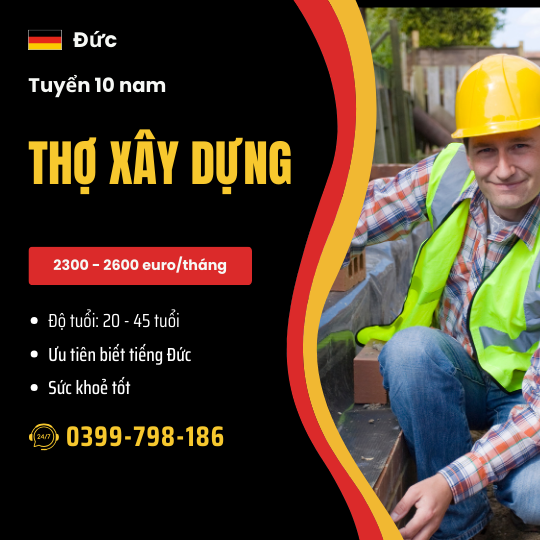 Đức
Tuyển 10 nam
THỢ XÂY DỰNG
2300 - 2600 euro/tháng
Độ tuổi: 20 - 45 tuổi
Ưu tiên biết tiếng Đức
Sức khoẻ tốt
24/7
0399-798-186